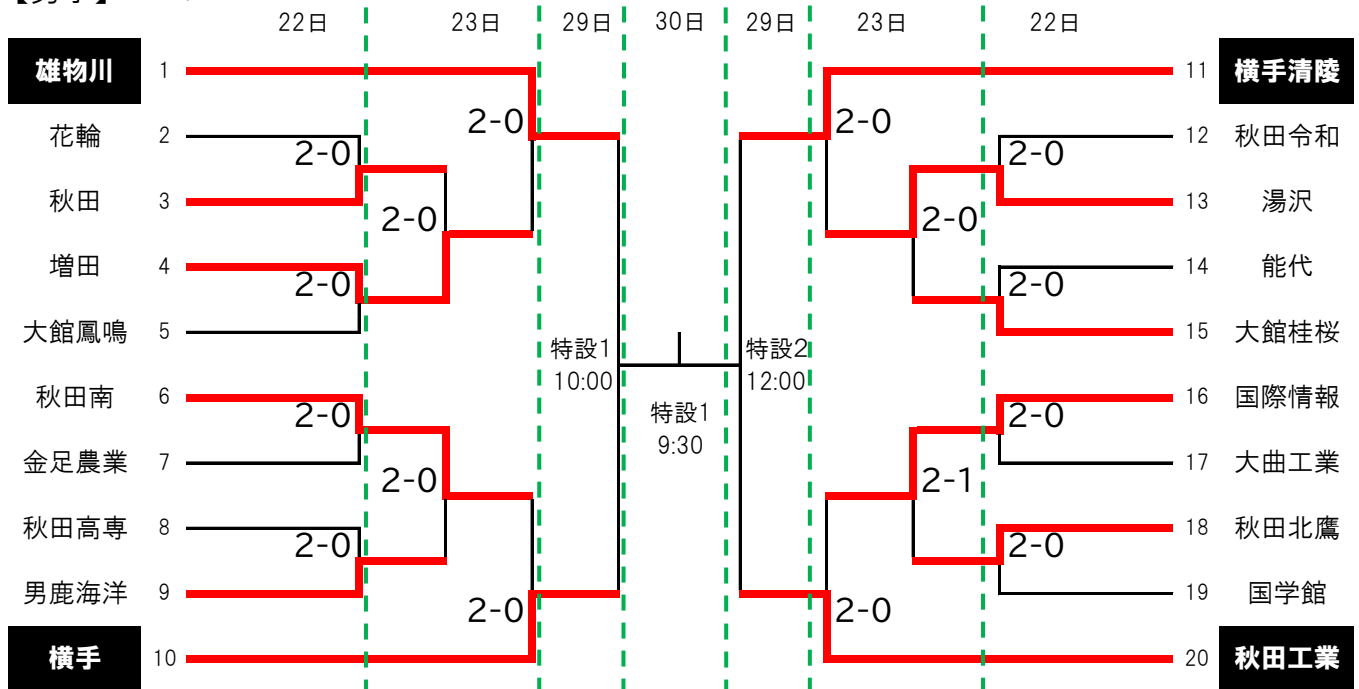 22日 23日 29日 30日 29日 23日 22日
雄物川 1
花輪 2
秋田 3
増田 4
大館鳳鳴 5
秋田南 6
金足農業 7
秋田高専 8
男鹿海洋 9
横手 10
2-0
2-0
2-0
2-0
2-0
2-0
2-0
2-0
特設1
10:00
特設1
9:30
特設2
12:00
2-0
2-0
2-0
2-0
2-0
2-1
2-0
2-0
11 横手清陵
12 秋田令和
13 湯沢
14 能代
15 大館桂桜
16 国際情報
17 大曲工業
18 秋田北鷹
19 国学館
20 秋田工業